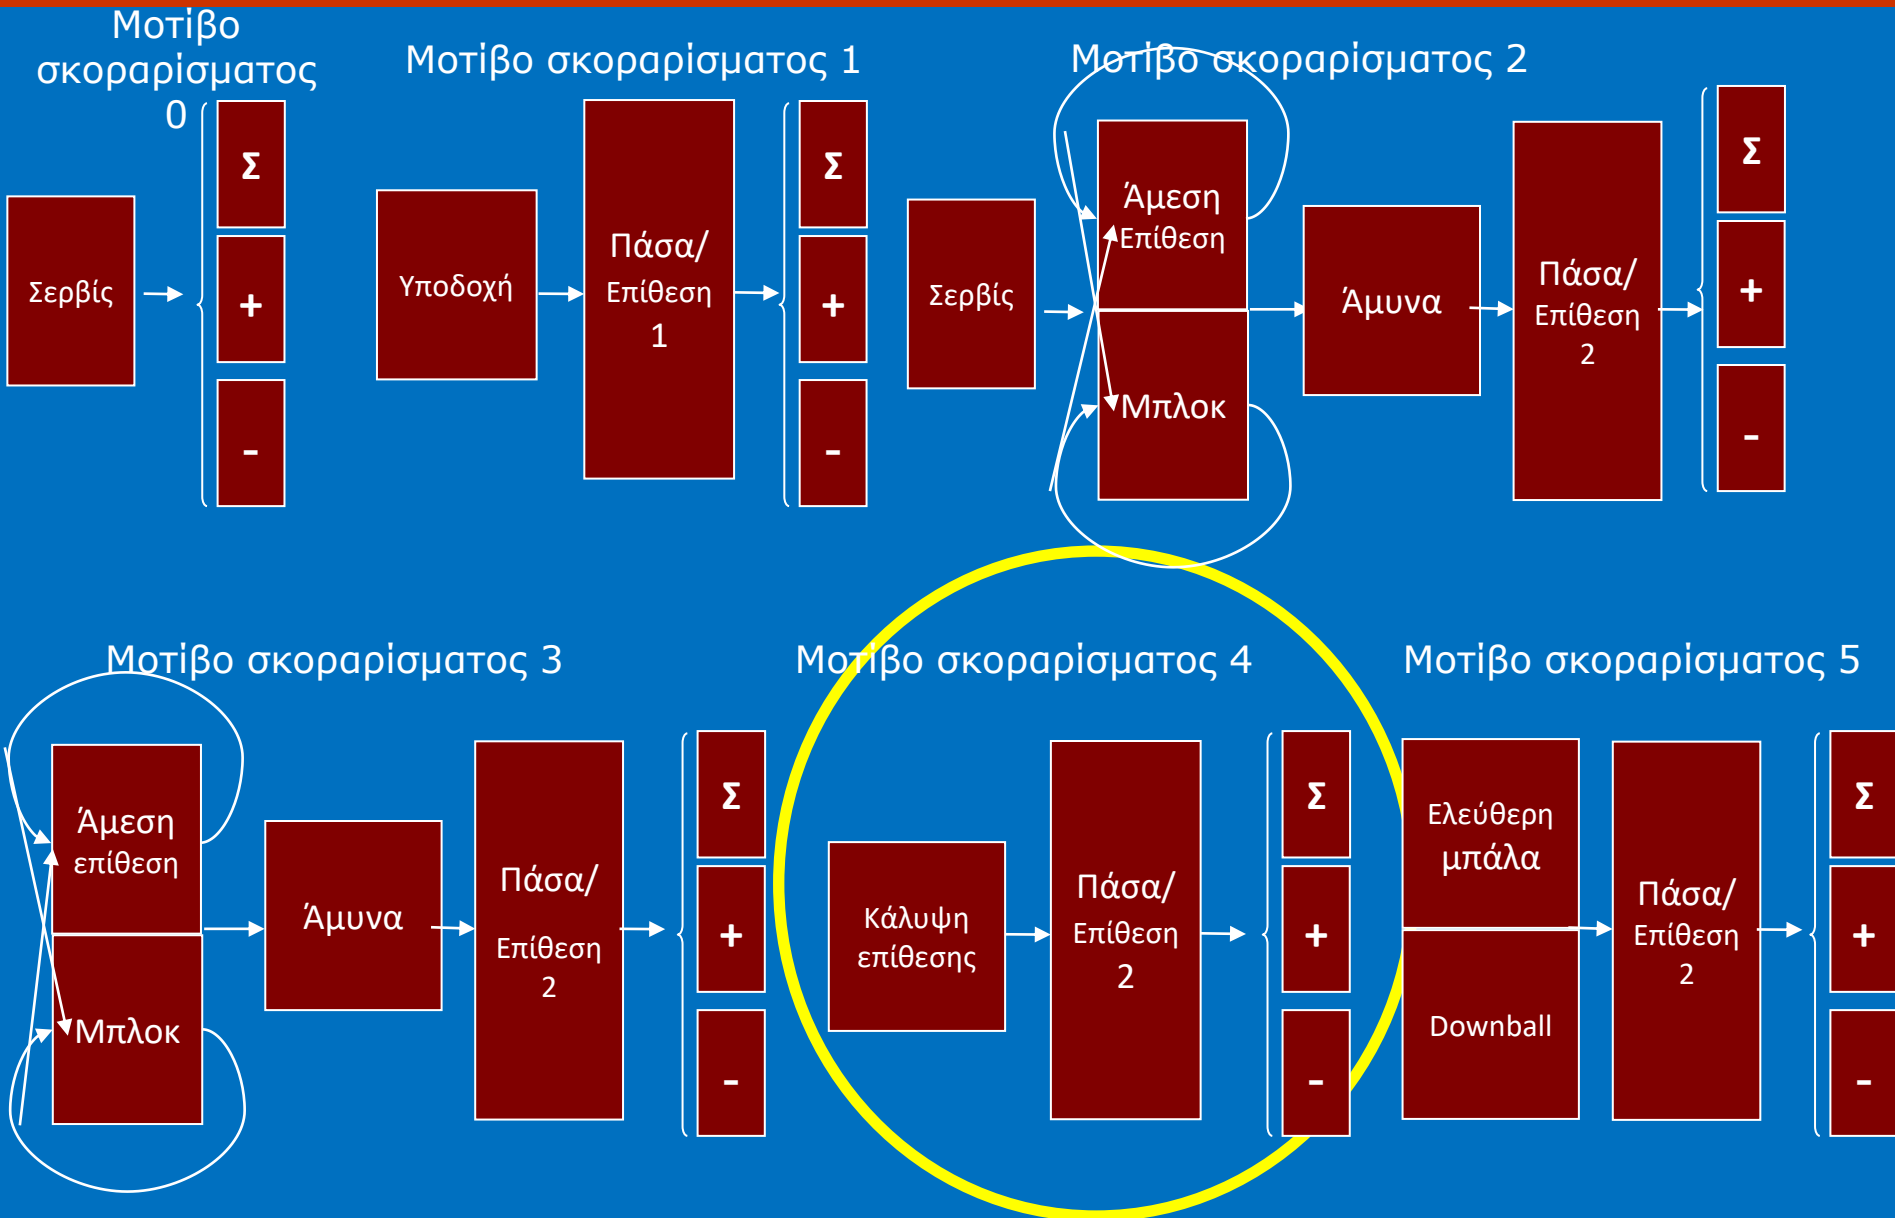 Μοτίβο
σκοραρίσματος
0
Σερβίς
Σ
+
-
Μοτίβο σκοραρίσματος 1
Υποδοχή
Πάσα/
Επίθεση
1
Σ
+
-
Μοτίβο σκοραρίσματος 2
Σερβίς
Άμεση
Επίθεση
Μπλοκ
Άμυνα
Πάσα/
Επίθεση
2
Σ
+
-
Μοτίβο σκοραρίσματος 3
Άμεση
επίθεση
Μπλοκ
Άμυνα
Πάσα/
Επίθεση
2
Σ
+
-
Μοτίβο σκοραρίσματος 4
Κάλυψη
επίθεσης
Πάσα/
Επίθεση
2
Σ
+
-
Μοτίβο σκοραρίσματος 5
Ελεύθερη
μπάλα
Downball
Πάσα/
Επίθεση
2
Σ
+
-